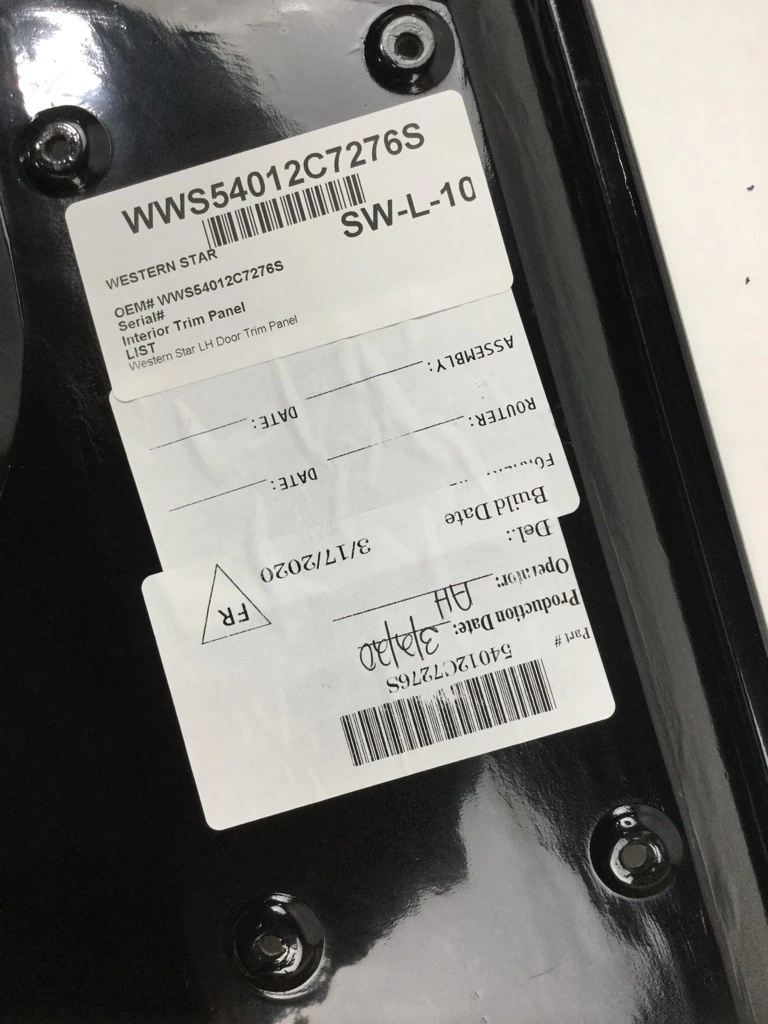 WWS54012C7276S
SW-L-10
WESTERN STAR
OEM# WWS54012C7276S
Serial#
Interior Trim Panel
LIST
Western Star LH Door Trim Panel
Part #
54012C7276S
Production Date: 3/3/20
Operator: AH
Del.: 3/17/2020
Build Date
FR
ROUTER: DATE:
ASSEMBLY: DATE: